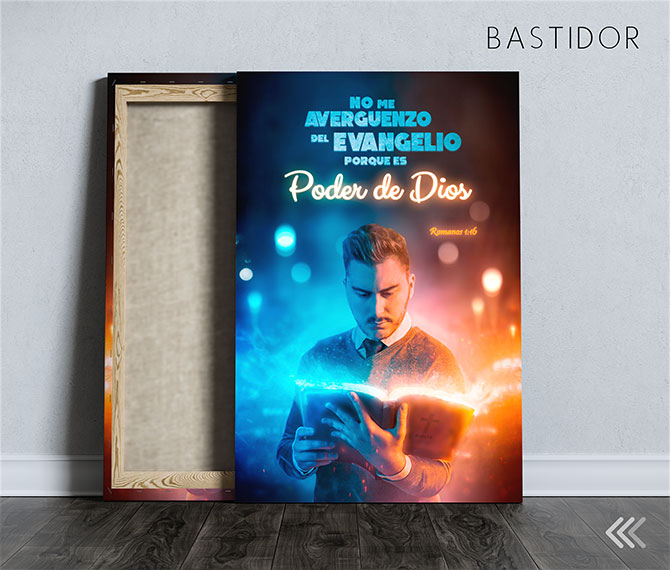 BASTIDOR
NO ME
AVERGUENZO
DEL EVANGELIO
PORQUE ES
Poder de Dios
Romanos 1:16